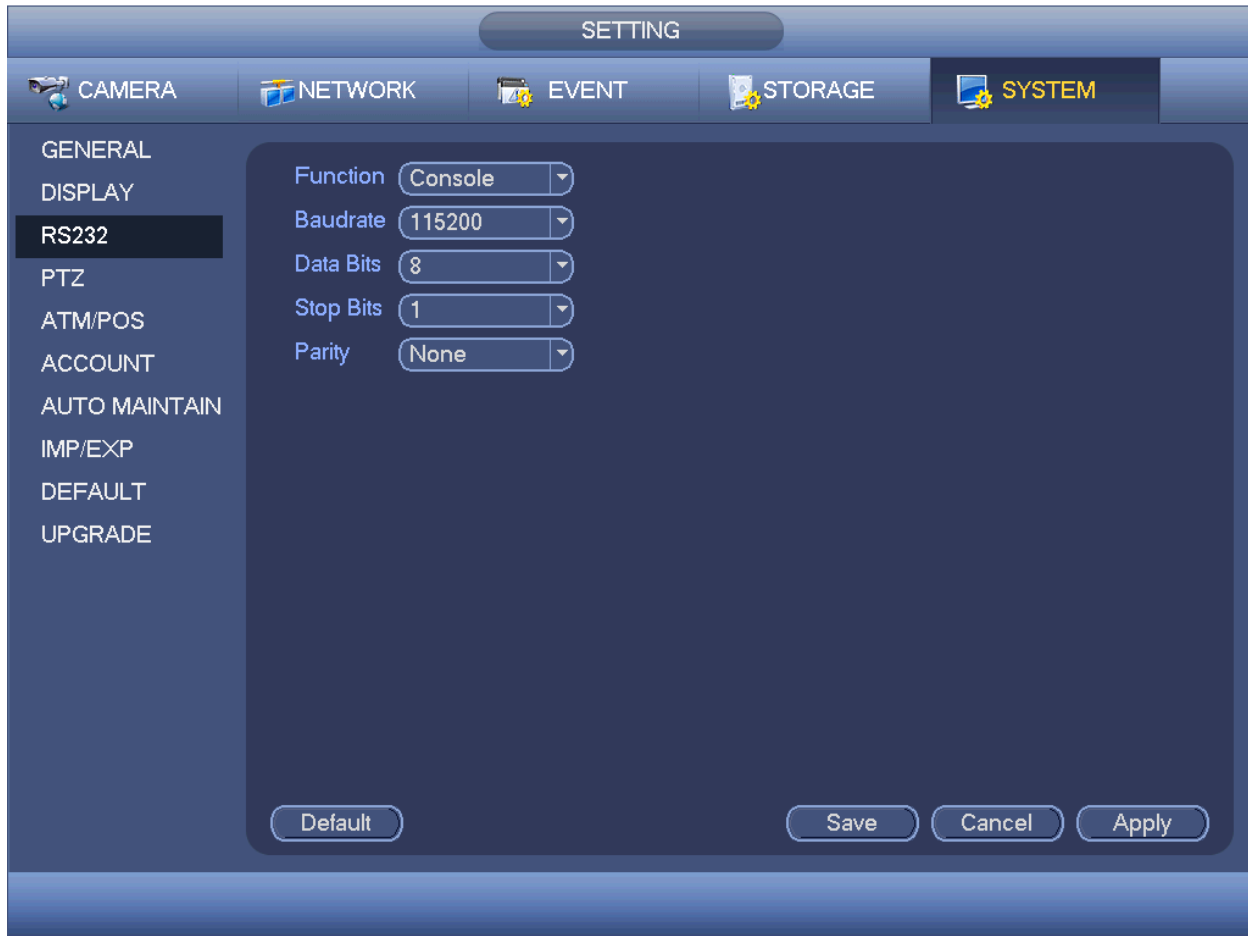 SETTING
CAMERA NETWORK EVENT STORAGE SYSTEM
GENERAL
DISPLAY
RS232
PTZ
ATM/POS
ACCOUNT
AUTO MAINTAIN
IMP/EXP
DEFAULT
UPGRADE
Function Console
Baudrate 115200
Data Bits 8
Stop Bits 1
Parity None
Default Save Cancel Apply